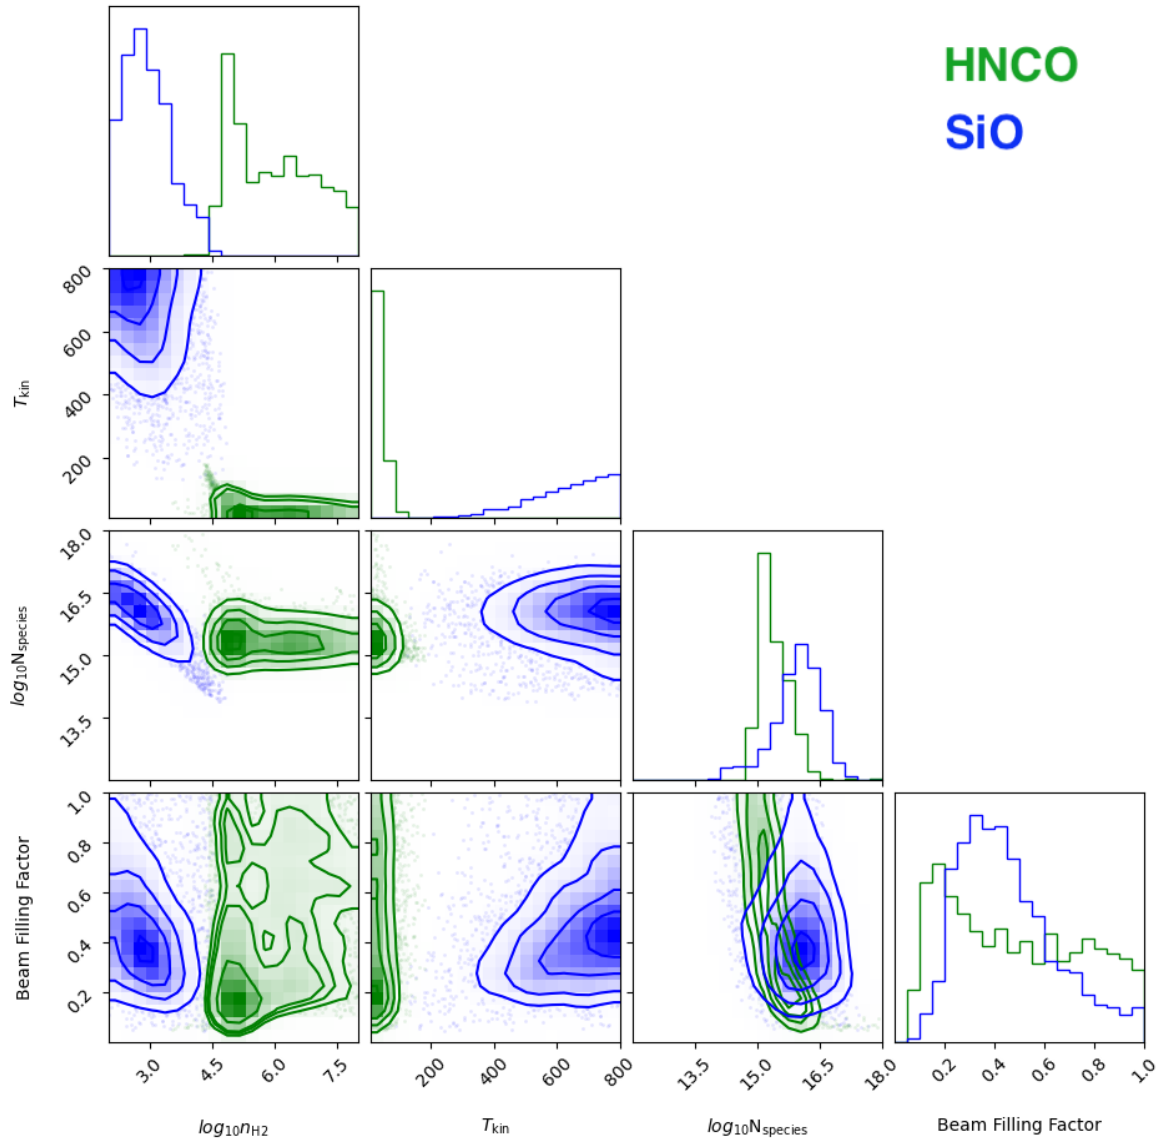 HNCO
SiO
800
600
400
200
T_kin
18.0
16.5
15.0
13.5
log₁₀N_species
1.0
0.8
0.6
0.4
0.2
Beam Filling Factor
3.0 4.5 6.0 7.5
200 400 600 800
13.5 15.0 16.5 18.0
0.2 0.4 0.6 0.8 1.0
log₁₀n_H2
T_kin
log₁₀N_species
Beam Filling Factor